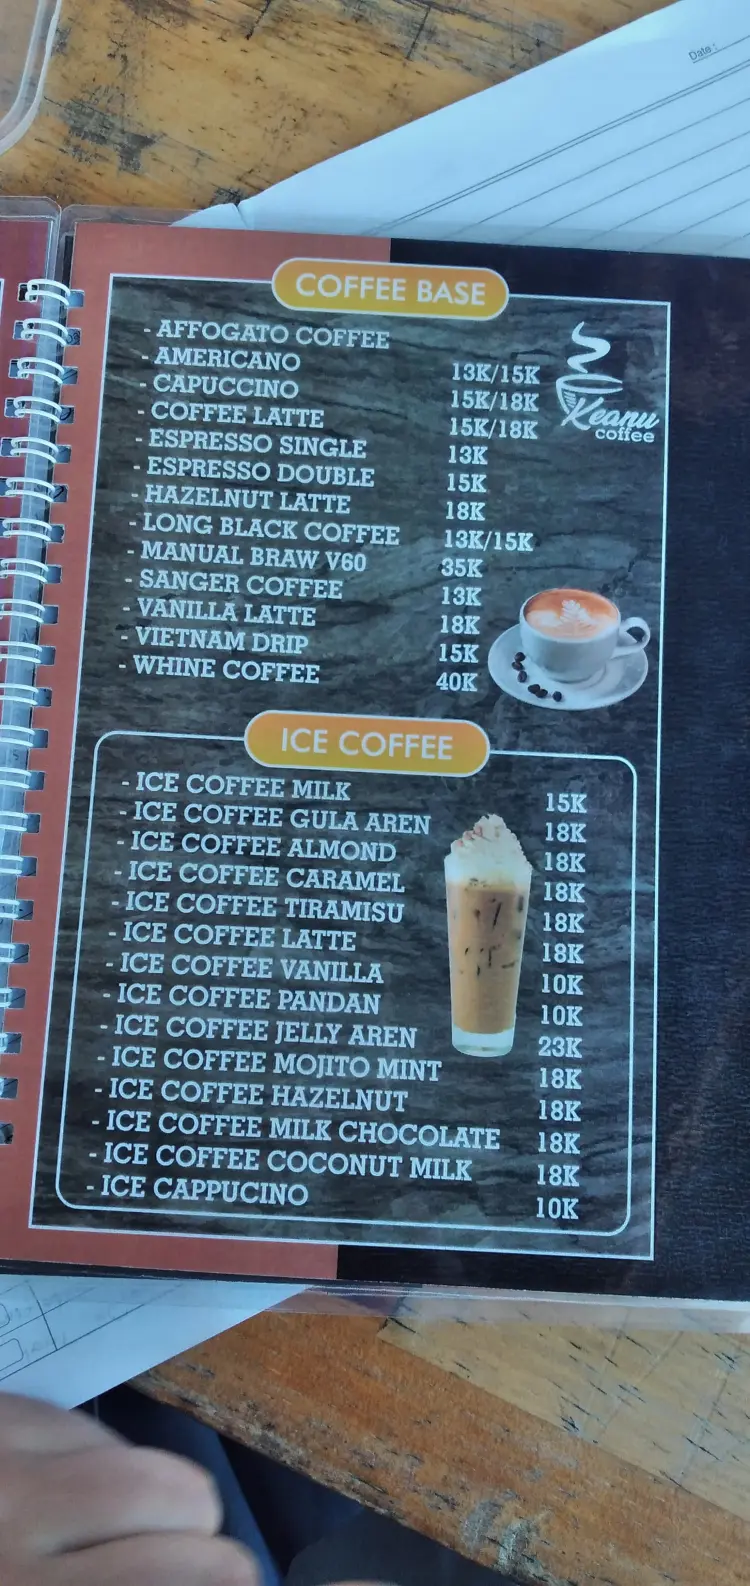 Date :
COFFEE BASE
- AFFOGATO COFFEE
- AMERICANO 13K/15K
- CAPUCCINO 15K/18K
- COFFEE LATTE 15K/18K
- ESPRESSO SINGLE 13K
- ESPRESSO DOUBLE 15K
- HAZELNUT LATTE 18K
- LONG BLACK COFFEE 13K/15K
- MANUAL BRAW V60 35K
- SANGER COFFEE 13K
- VANILLA LATTE 18K
- VIETNAM DRIP 15K
- WHINE COFFEE 40K
Keanu
coffee
ICE COFFEE
- ICE COFFEE MILK 15K
- ICE COFFEE GULA AREN 18K
- ICE COFFEE ALMOND 18K
- ICE COFFEE CARAMEL 18K
- ICE COFFEE TIRAMISU 18K
- ICE COFFEE LATTE 18K
- ICE COFFEE VANILLA 10K
- ICE COFFEE PANDAN 10K
- ICE COFFEE JELLY AREN 23K
- ICE COFFEE MOJITO MINT 18K
- ICE COFFEE HAZELNUT 18K
- ICE COFFEE MILK CHOCOLATE 18K
- ICE COFFEE COCONUT MILK 18K
- ICE CAPPUCINO 10K